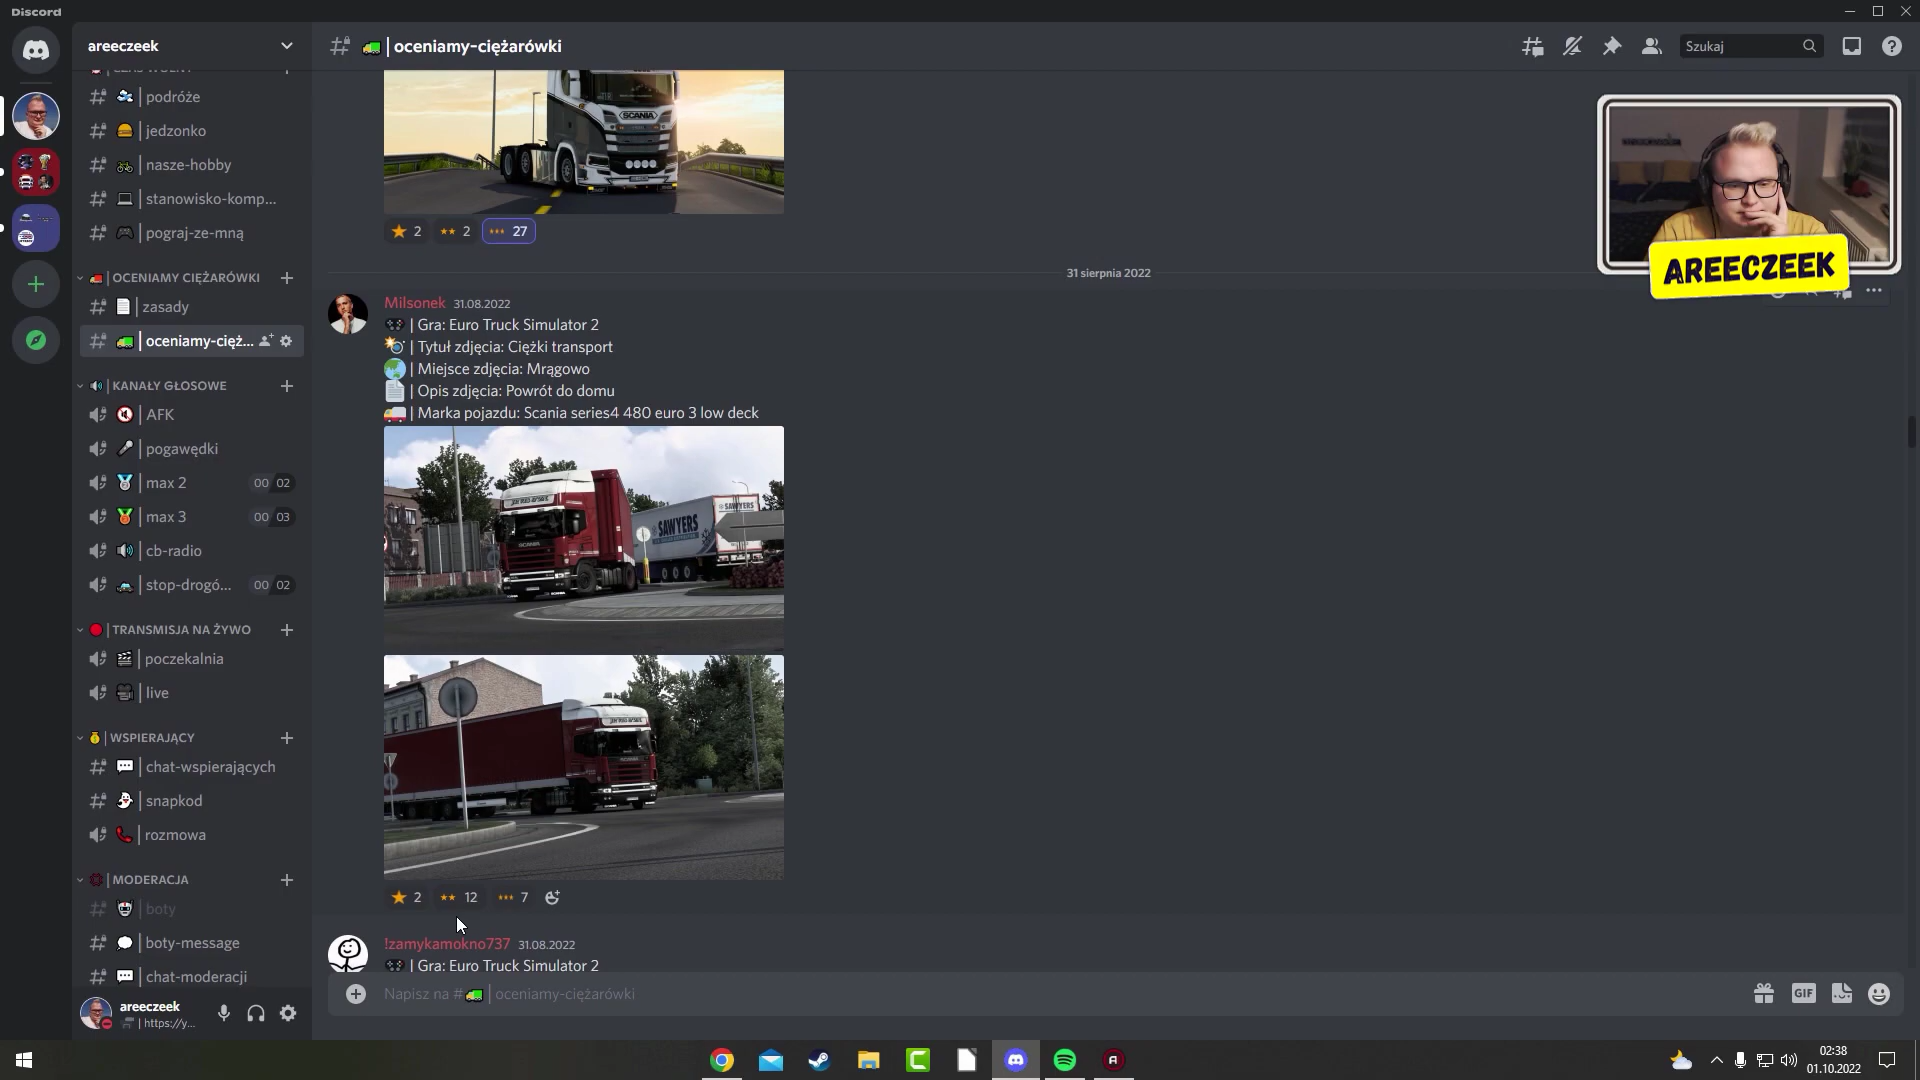 Discord
areeczeek
podróże
jedzonko
nasze-hobby
stanowisko-komp...
pograj-ze-mną
OCENIAMY CIĘŻARÓWKI
zasady
oceniamy-cięż...
KANAŁY GŁOSOWE
AFK
pogawędki
max 2 00 02
max 3 00 03
cb-radio
stop-drogó... 00 02
TRANSMISJA NA ŻYWO
poczekalnia
live
WSPIERAJĄCY
chat-wspierających
snapkod
rozmowa
MODERACJA
boty
boty-message
chat-moderacji
areeczeek
| https://y...
| oceniamy-ciężarówki
Szukaj
SCANIA
2 2 27
31 sierpnia 2022
Milsonek 31.08.2022
| Gra: Euro Truck Simulator 2
| Tytuł zdjęcia: Ciężki transport
| Miejsce zdjęcia: Mrągowo
| Opis zdjęcia: Powrót do domu
| Marka pojazdu: Scania series4 480 euro 3 low deck
SCANIA
SAWYERS
SAWYERS
2 12 7
!zamykamokno737 31.08.2022
| Gra: Euro Truck Simulator 2
Napisz na # | oceniamy-ciężarówki
GIF
AREECZEEK
02:38
01.10.2022